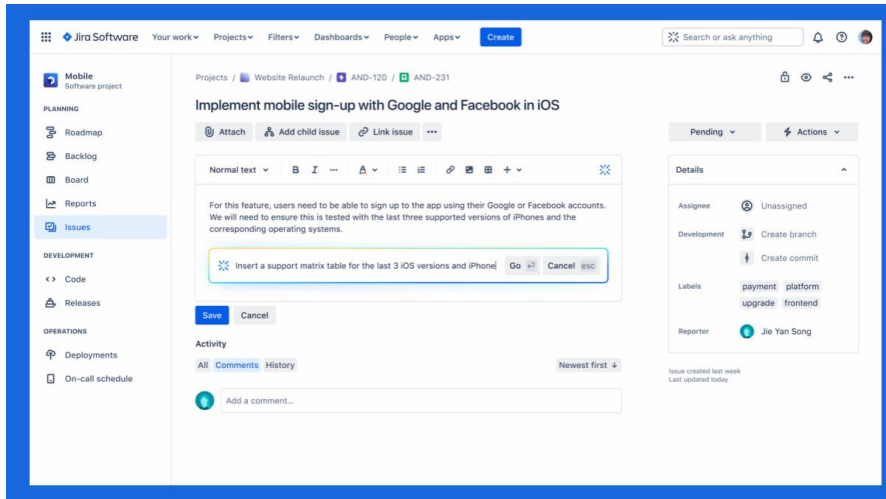 Jira Software Your work Projects Filters Dashboards People Apps Create Search or ask anything
Mobile
Software project
PLANNING
Roadmap
Backlog
Board
Reports
Issues
DEVELOPMENT
Code
Releases
OPERATIONS
Deployments
On-call schedule
Projects / Website Relaunch / AND-120 / AND-231
Implement mobile sign-up with Google and Facebook in iOS
Attach Add child issue Link issue
Normal text B I A
For this feature, users need to be able to sign up to the app using their Google or Facebook accounts.
We will need to ensure this is tested with the last three supported versions of iPhones and the
corresponding operating systems.
Insert a support matrix table for the last 3 iOS versions and iPhone Go Cancel esc
Save Cancel
Activity
All Comments History Newest first
Add a comment...
Pending Actions
Details
Assignee Unassigned
Development Create branch
Create commit
Labels payment platform
upgrade frontend
Reporter Jie Yan Song
Issue created last week
Last updated today